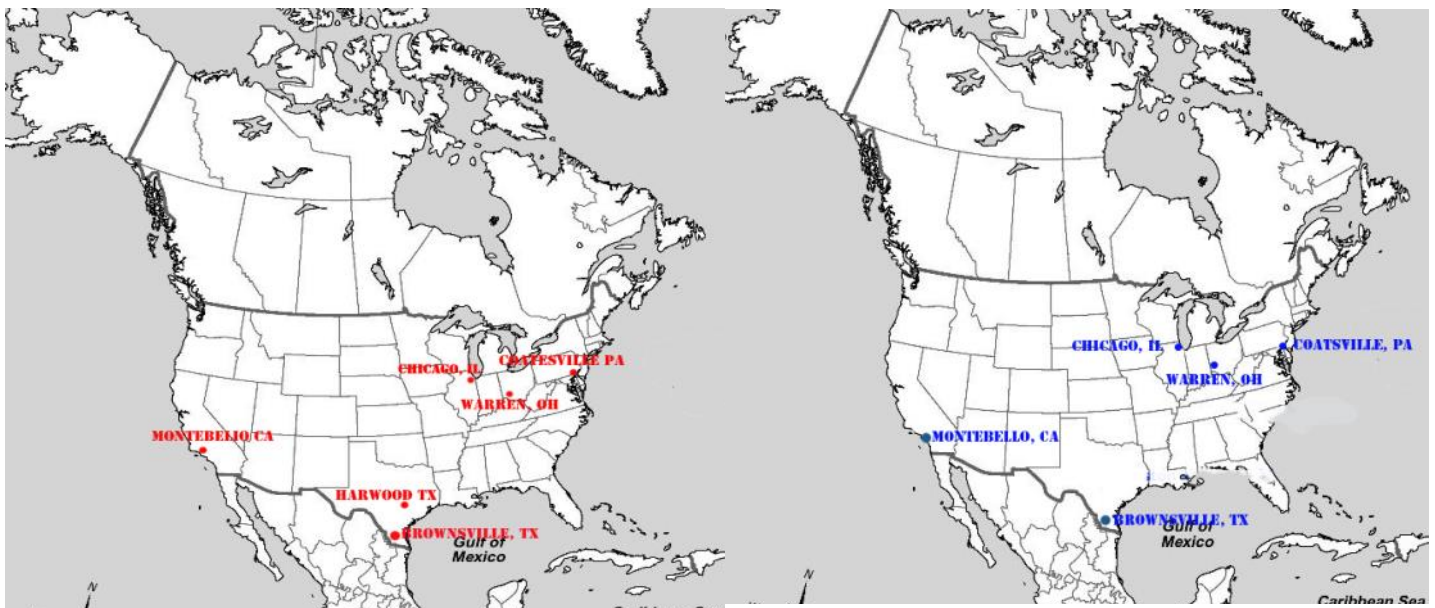 CHICAGO, IL
COATESVILLE PA
WARREN, OH
MONTEBELIO CA
HARWOOD TX
BROWNSVILLE, TX
Gulf of
Mexico
N
CHICAGO, IL
COATSVILLE, PA
WARREN, OH
MONTEBELLO, CA
BROWNSVILLE, TX
Gulf of
Mexico
N
Caribbean Sea